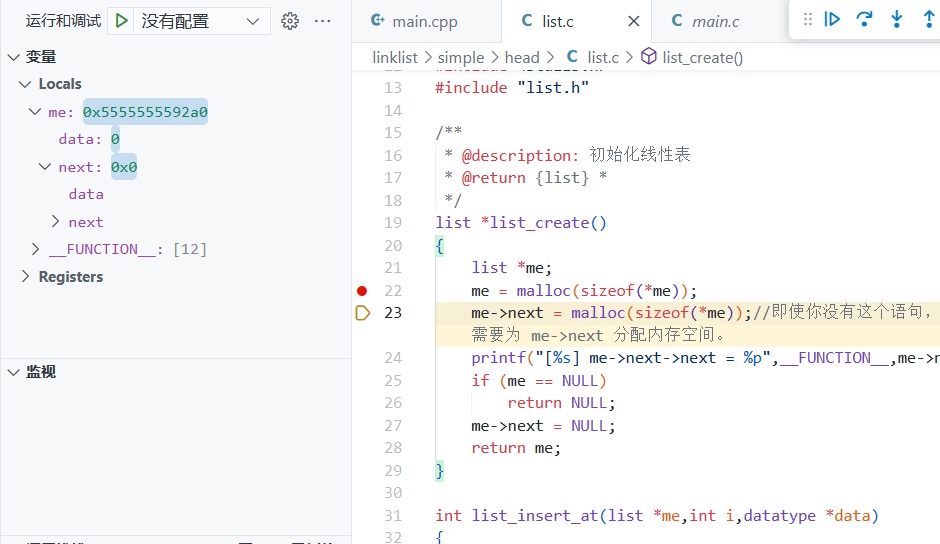 运行和调试 没有配置
变量
Locals
me: 0x5555555592a0
data: 0
next: 0x0
data
next
__FUNCTION__: [12]
Registers
监视
main.cpp list.c main.c
linklist simple head list.c list_create()
13 #include "list.h"
14
15 /**
16 * @description: 初始化线性表
17 * @return {list} *
18 */
19 list *list_create()
20 {
21 list *me;
22 me = malloc(sizeof(*me));
23 me->next = malloc(sizeof(*me));//即使你没有这个语句，
需要为 me->next 分配内存空间。
24 printf("[%s] me->next->next = %p",__FUNCTION__,me->n
25 if (me == NULL)
26 return NULL;
27 me->next = NULL;
28 return me;
29 }
30
31 int list_insert_at(list *me,int i,datatype *data)
32 {